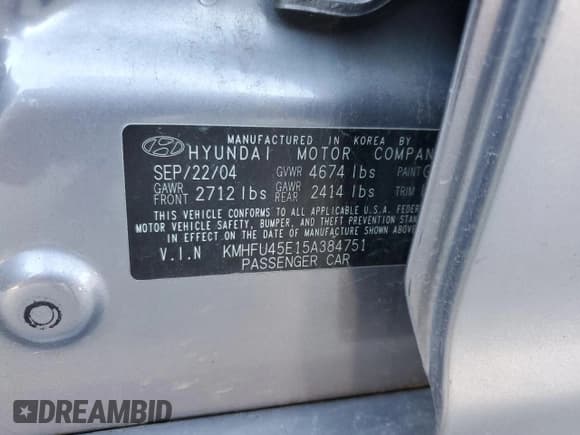 MANUFACTURED IN KOREA BY
HYUNDAI MOTOR COMPAN
SEP/22/04 GVWR 4674 lbs PAINT
GAWR FRONT 2712 lbs GAWR REAR 2414 lbs TRIM
THIS VEHICLE CONFORMS TO ALL APPLICABLE U.S.A. FEDER
MOTOR VEHICLE SAFETY, BUMPER, AND THEFT PREVENTION STAN
IN EFFECT ON THE DATE OF MANUFACTURE SHOWN ABOVE
V.I.N KMHFU45E15A384751
PASSENGER CAR
DREAMBID